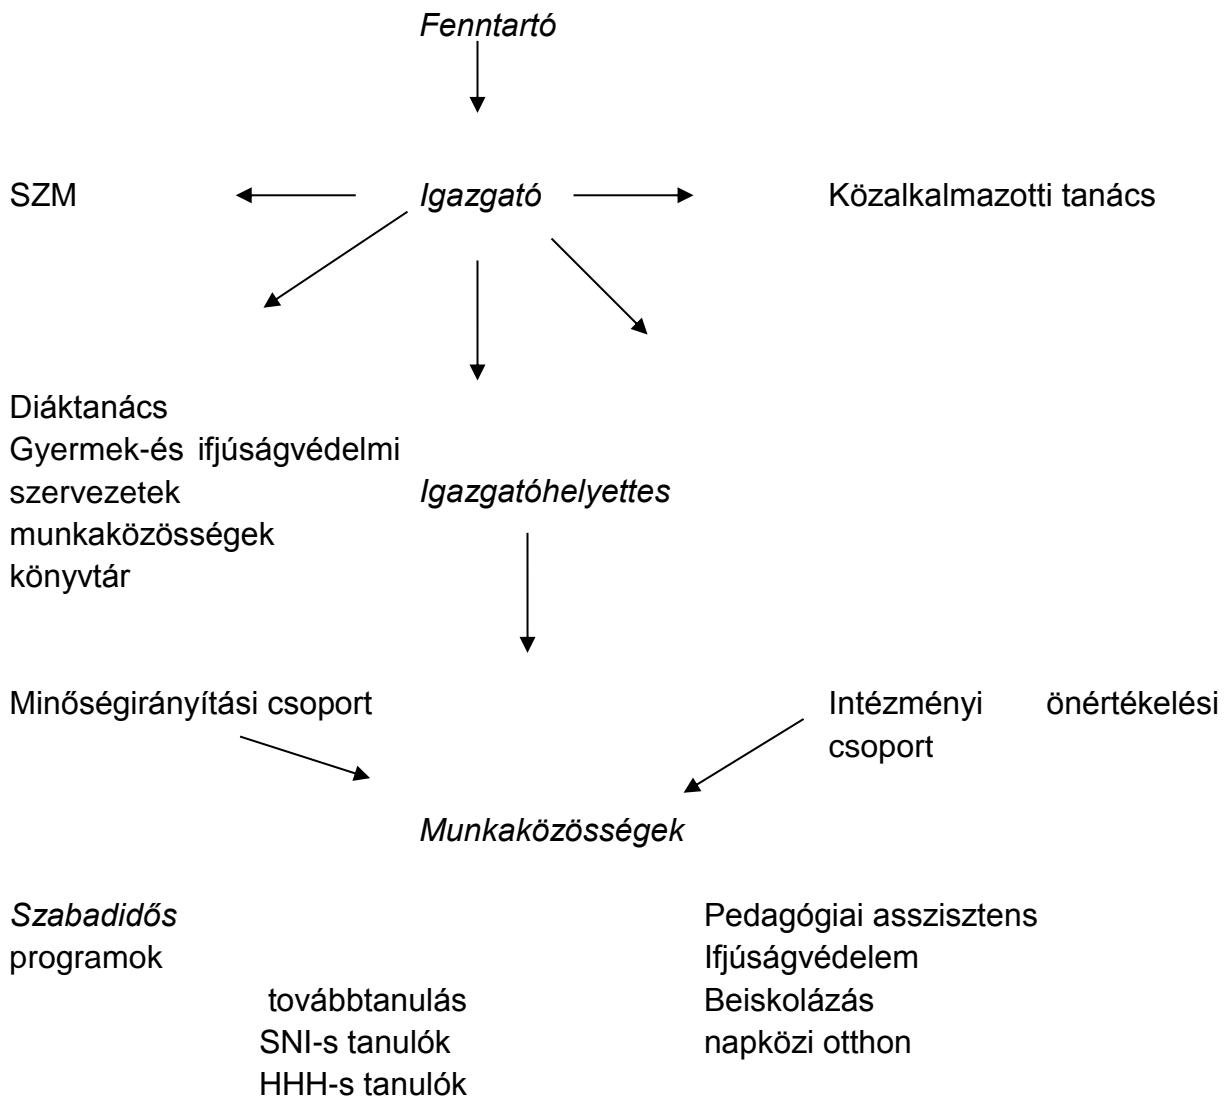 Fenntartó
SZM
Igazgató
Közalkalmazotti tanács
Diáktanács
Gyermek-és ifjúságvédelmi
szervezetek
munkaközösségek
könyvtár
Igazgatóhelyettes
Minőségirányítási csoport
Intézményi önértékelési
csoport
Munkaközösségek
Szabadidős
programok
továbbtanulás
SNI-s tanulók
HHH-s tanulók
Pedagógiai asszisztens
Ifjúságvédelem
Beiskolázás
napközi otthon